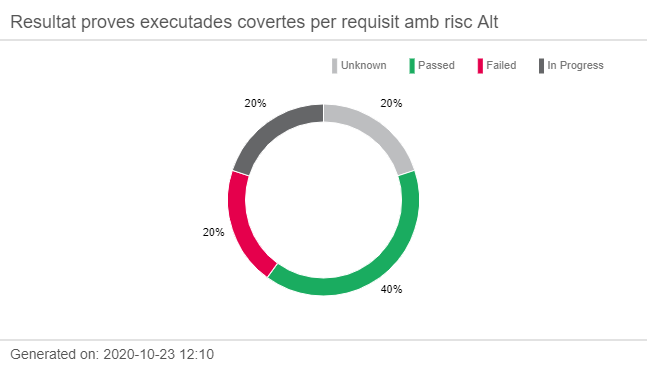 Resultat proves executades covertes per requisit amb risc Alt
Unknown Passed Failed In Progress
20% 20%
20%
40%
Generated on: 2020-10-23 12:10